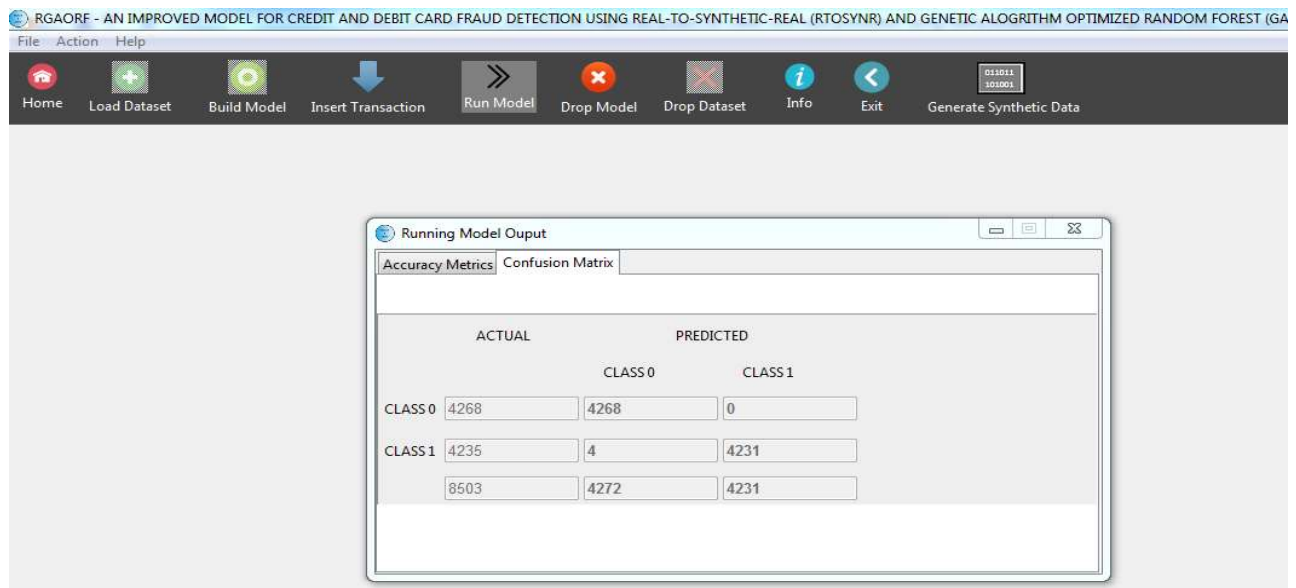 RGAORF - AN IMPROVED MODEL FOR CREDIT AND DEBIT CARD FRAUD DETECTION USING REAL-TO-SYNTHETIC-REAL (RTOSYNR) AND GENETIC ALOGRITHM OPTIMIZED RANDOM FOREST (GA
File Action Help
011011
101001
Home Load Dataset Build Model Insert Transaction Run Model Drop Model Drop Dataset Info Exit Generate Synthetic Data
Running Model Ouput
Accuracy Metrics Confusion Matrix
ACTUAL PREDICTED
CLASS 0 CLASS 1
CLASS 0 4268 4268 0
CLASS 1 4235 4 4231
8503 4272 4231